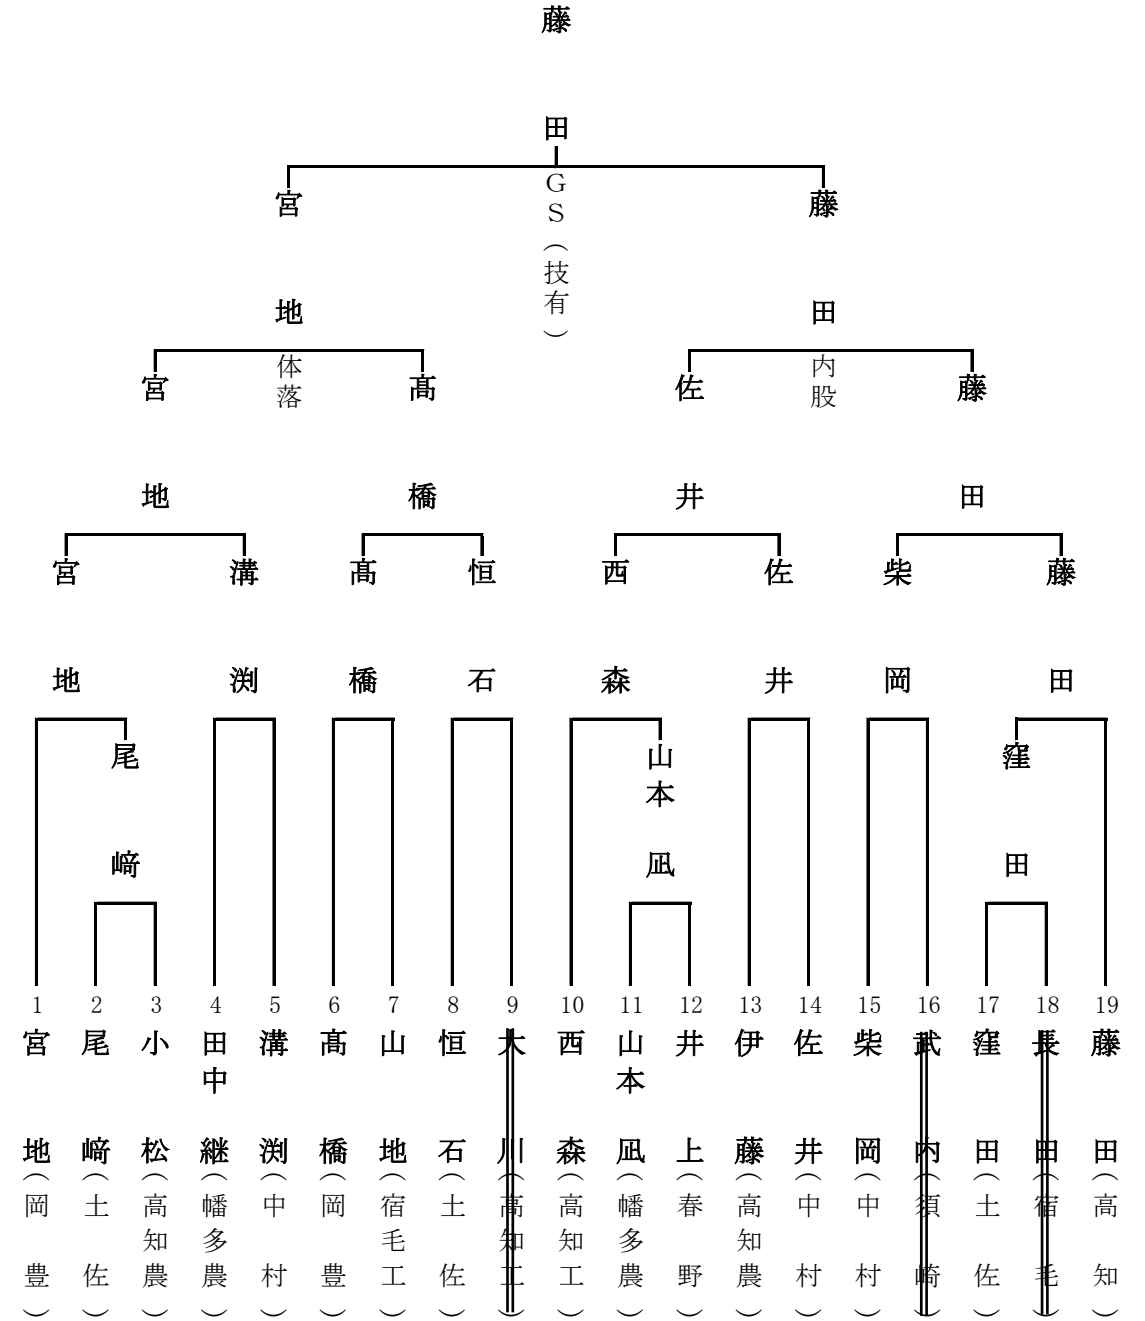 藤田
GS（技有）
宮地
藤田
体落
内股
宮地
髙橋
佐井
藤田
宮地
溝渕
髙橋
恒石
西森
佐井
柴岡
藤田
尾﨑
山本凪
窪田
1 宮地（岡豊）
2 尾﨑（土佐）
3 小松（高知農）
4 田中継（幡多農）
5 溝渕（中村）
6 髙橋（岡豊）
7 山地（宿毛工）
8 恒石（土佐）
9 大川（高知工）
10 西森（高知工）
11 山本凪（幡多農）
12 井上（春野）
13 伊藤（高知農）
14 佐井（中村）
15 柴岡（中村）
16 武内（須崎）
17 窪田（土佐）
18 長田（宿毛）
19 藤田（高知）